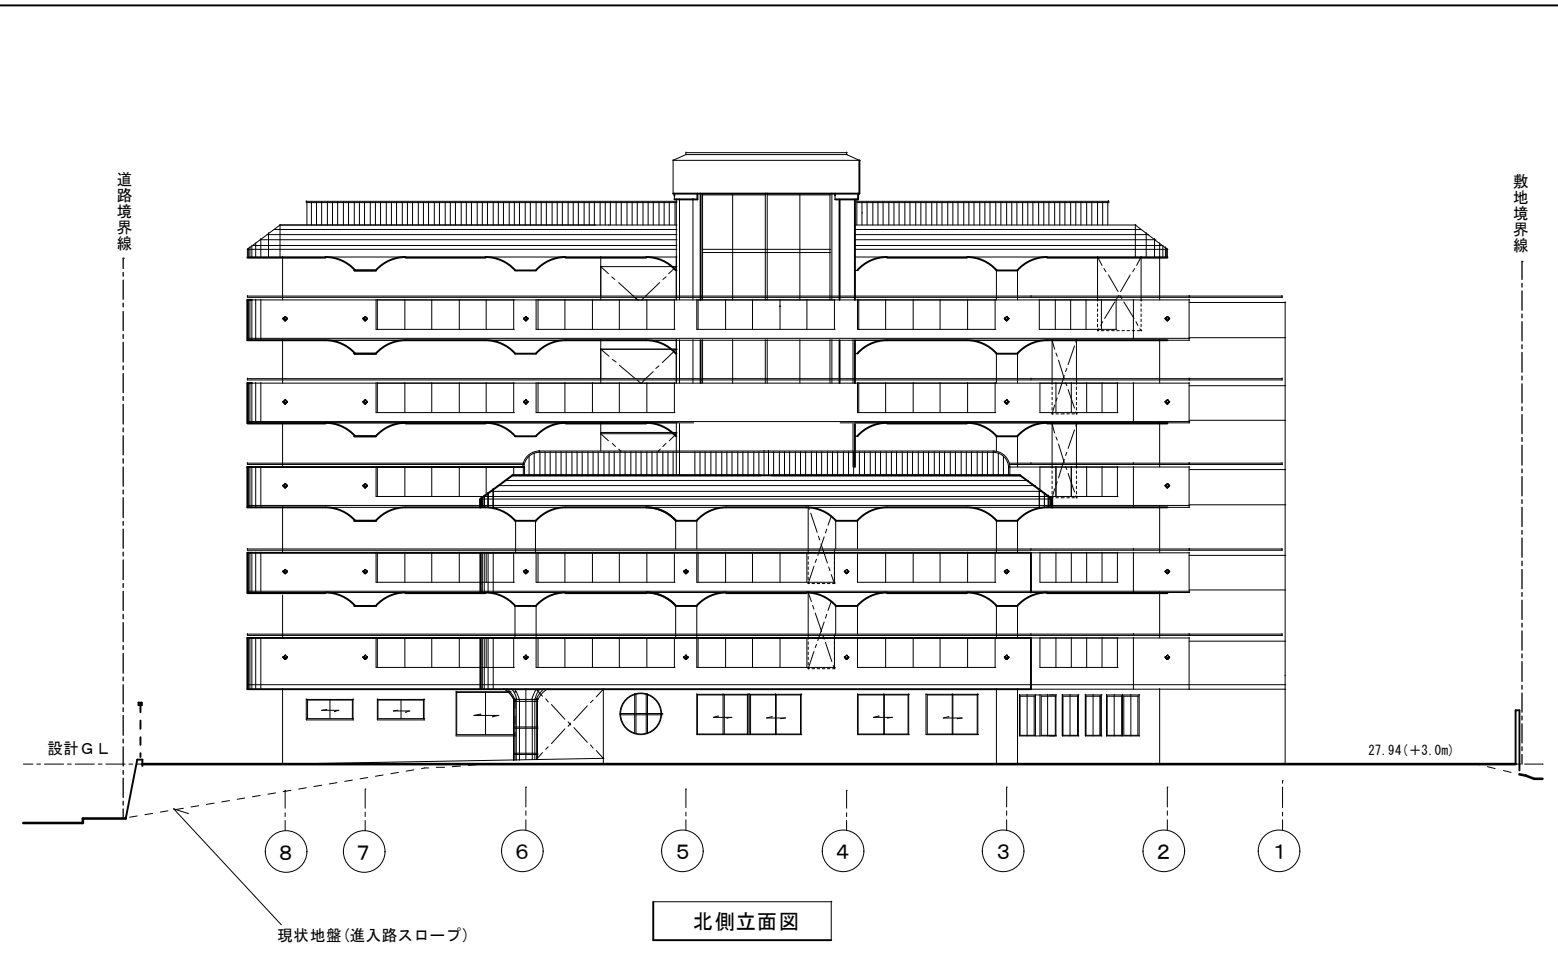 道路境界線
敷地境界線
設計GL
27.94(+3.0m)
8 7 6 5 4 3 2 1
現状地盤(進入路スロープ)
北側立面図